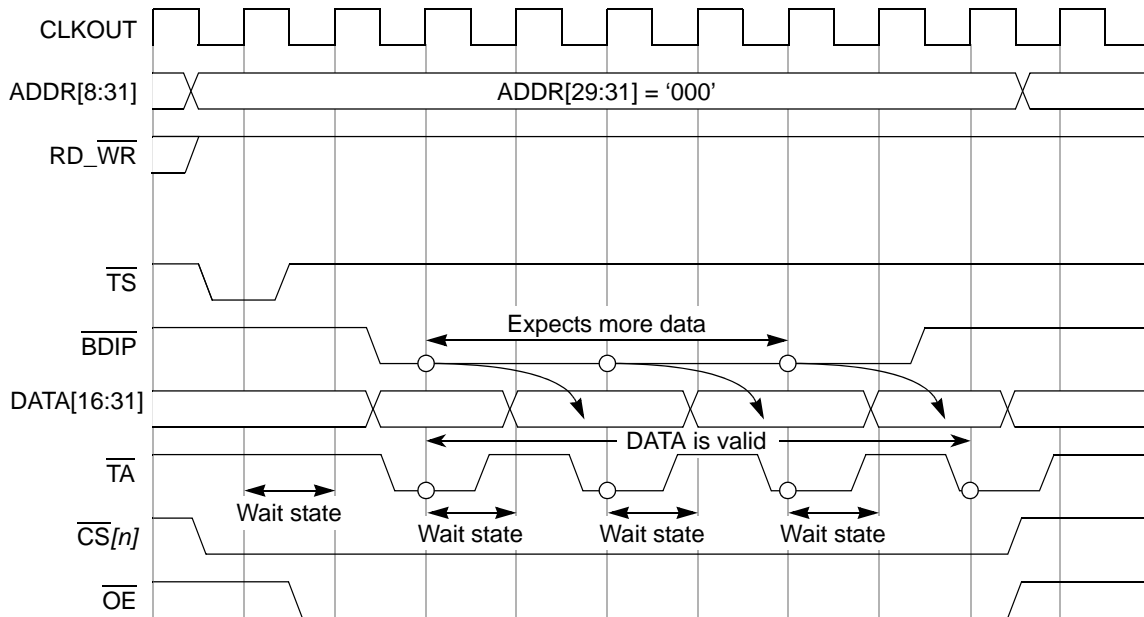 CLKOUT
ADDR[8:31]
ADDR[29:31] = ‘000’
RD_WR
TS
Expects more data
BDIP
DATA[16:31]
DATA is valid
TA
Wait state
Wait state
Wait state
Wait state
CS[n]
OE